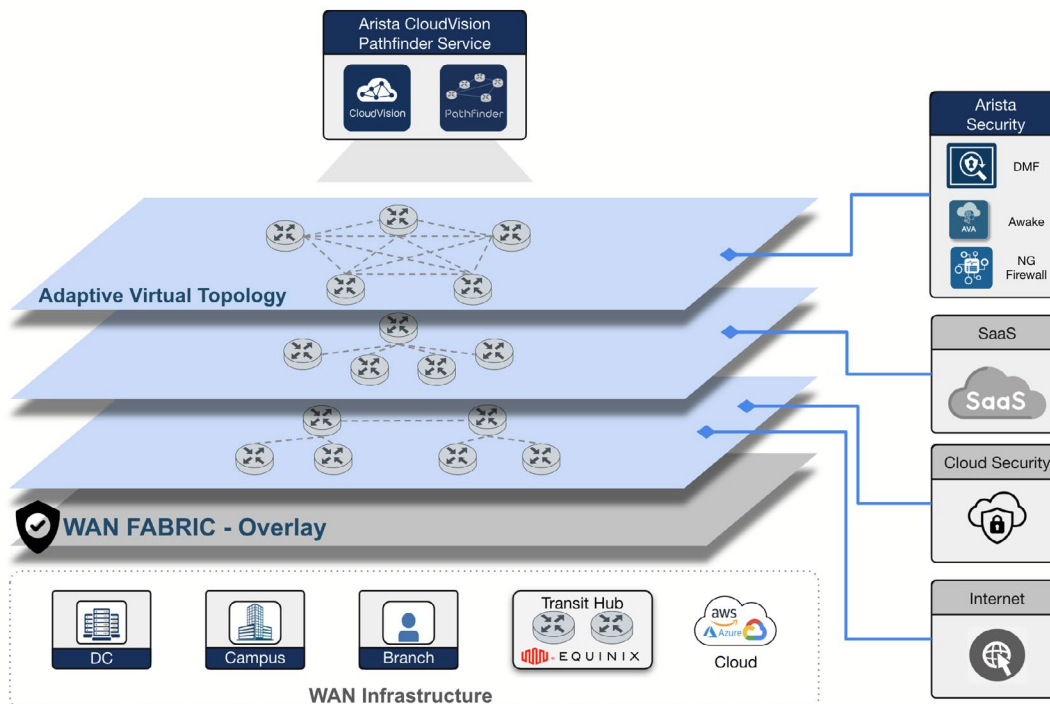 Arista CloudVision
Pathfinder Service
CloudVision
Pathfinder
Arista
Security
DMF
AVA
Awake
NG
Firewall
Adaptive Virtual Topology
SaaS
SaaS
Cloud Security
WAN FABRIC - Overlay
Internet
DC
Campus
Branch
Transit Hub
EQUINIX
aws
Azure
Cloud
WAN Infrastructure